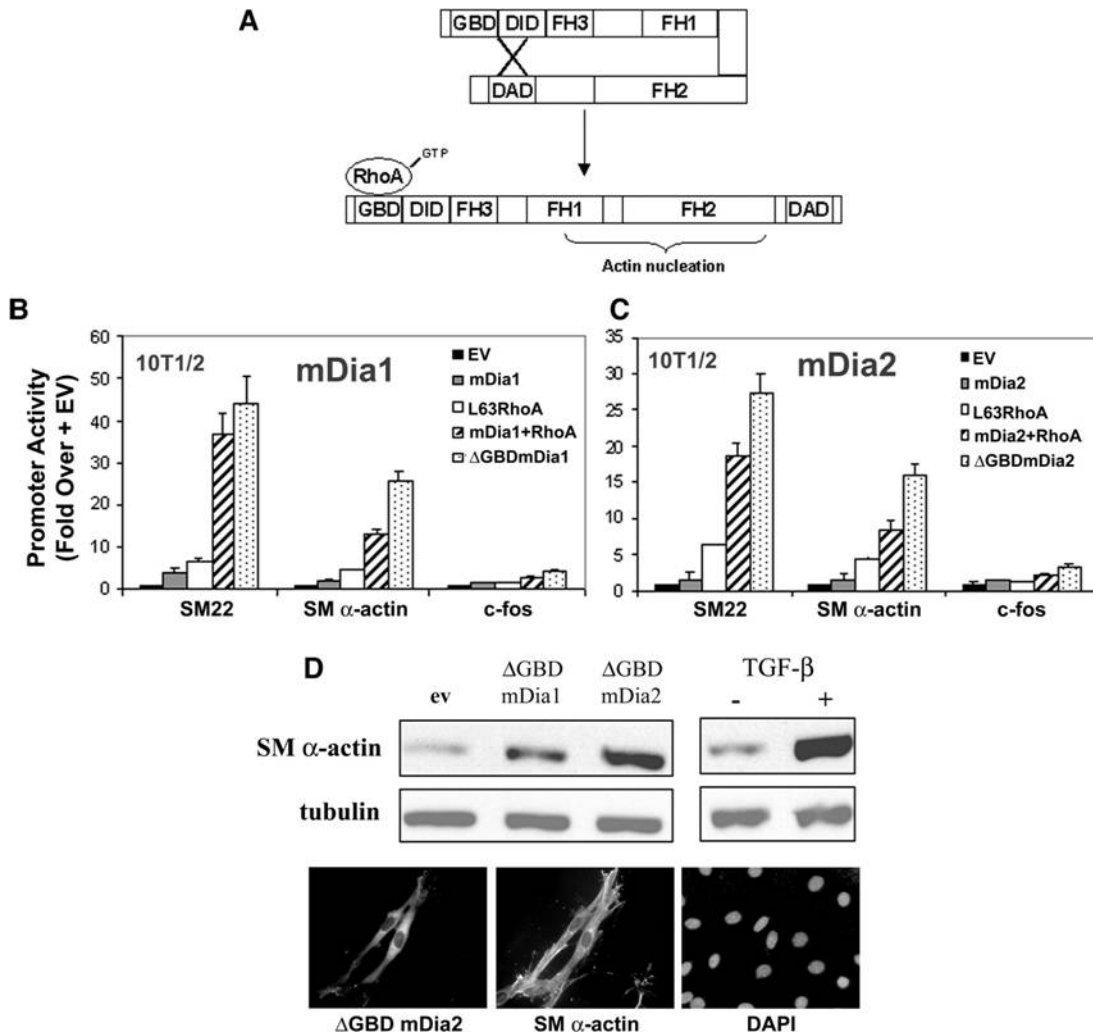 A
GBD DID FH3 FH1
DAD FH2
GTP
RhoA
GBD DID FH3 FH1 FH2 DAD
Actin nucleation
B
Promoter Activity
(Fold Over + EV)
60
50
40
30
20
10
0
10T1/2
mDia1
EV
mDia1
L63RhoA
mDia1+RhoA
ΔGBDmDia1
SM22 SM α-actin c-fos
C
35
30
25
20
15
10
5
0
10T1/2
mDia2
EV
mDia2
L63RhoA
mDia2+RhoA
ΔGBDmDia2
SM22 SM α-actin c-fos
D
ev ΔGBD mDia1 ΔGBD mDia2
TGF-β
- +
SM α-actin
tubulin
ΔGBD mDia2 SM α-actin DAPI